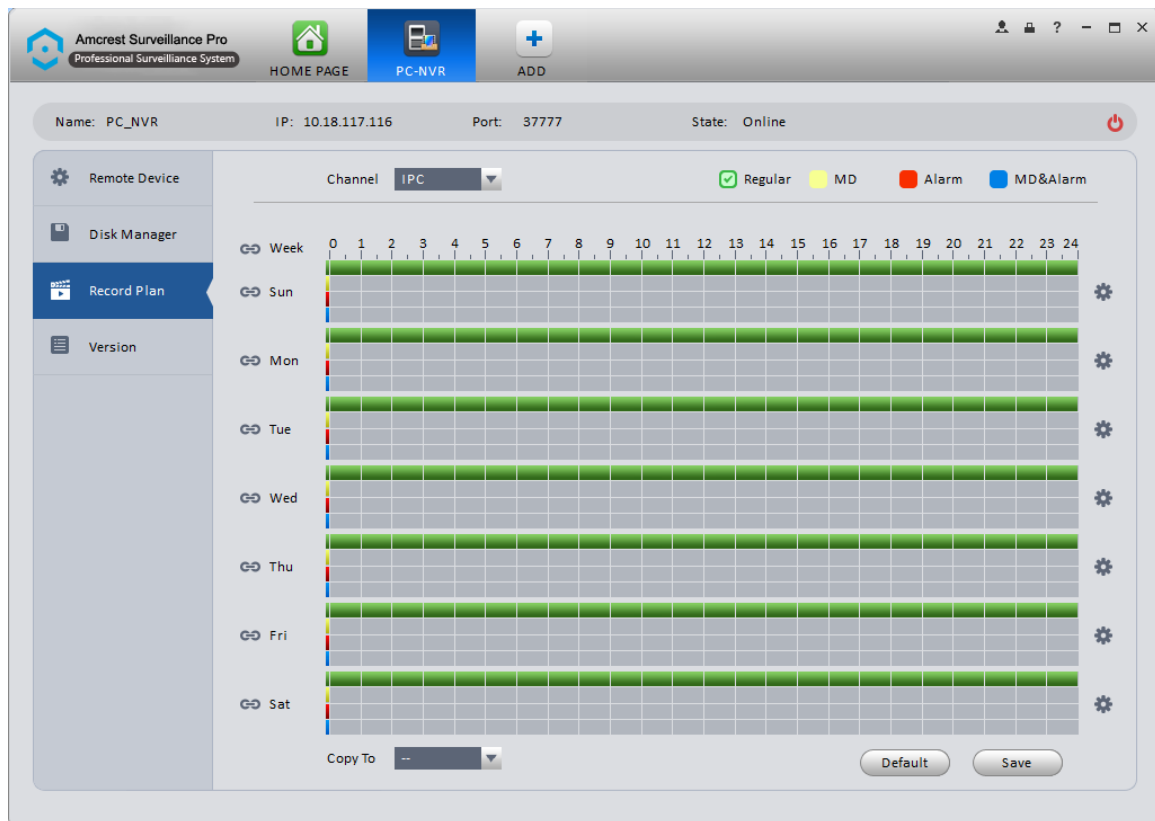 Amcrest Surveillance Pro
Professional Surveillance System
HOME PAGE
PC-NVR
ADD
?
Name: PC_NVR
IP: 10.18.117.116
Port: 37777
State: Online
Remote Device
Disk Manager
Record Plan
Version
Channel IPC
Regular MD Alarm MD&Alarm
Week 0 1 2 3 4 5 6 7 8 9 10 11 12 13 14 15 16 17 18 19 20 21 22 23 24
Sun
Mon
Tue
Wed
Thu
Fri
Sat
Copy To --
Default Save